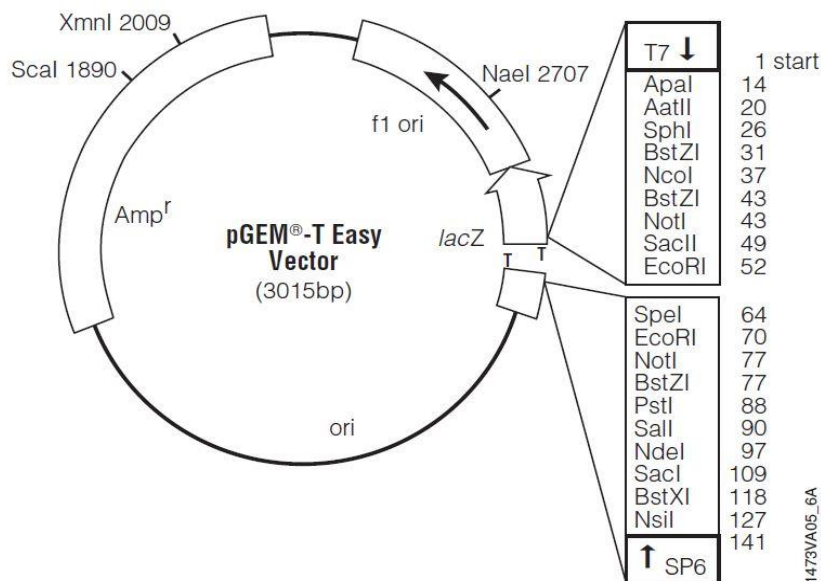 XmnI 2009
ScaI 1890
NaeI 2707
f1 ori
Ampʳ
pGEM®-T Easy
Vector
(3015bp)
lacZ
T T
ori
T7 ↓
1 start
ApaI 14
AatII 20
SphI 26
BstZI 31
NcoI 37
BstZI 43
NotI 43
SacII 49
EcoRI 52
SpeI 64
EcoRI 70
NotI 77
BstZI 77
PstI 88
SalI 90
NdeI 97
SacI 109
BstXI 118
NsiI 127
141
↑ SP6
1473VA05_6A